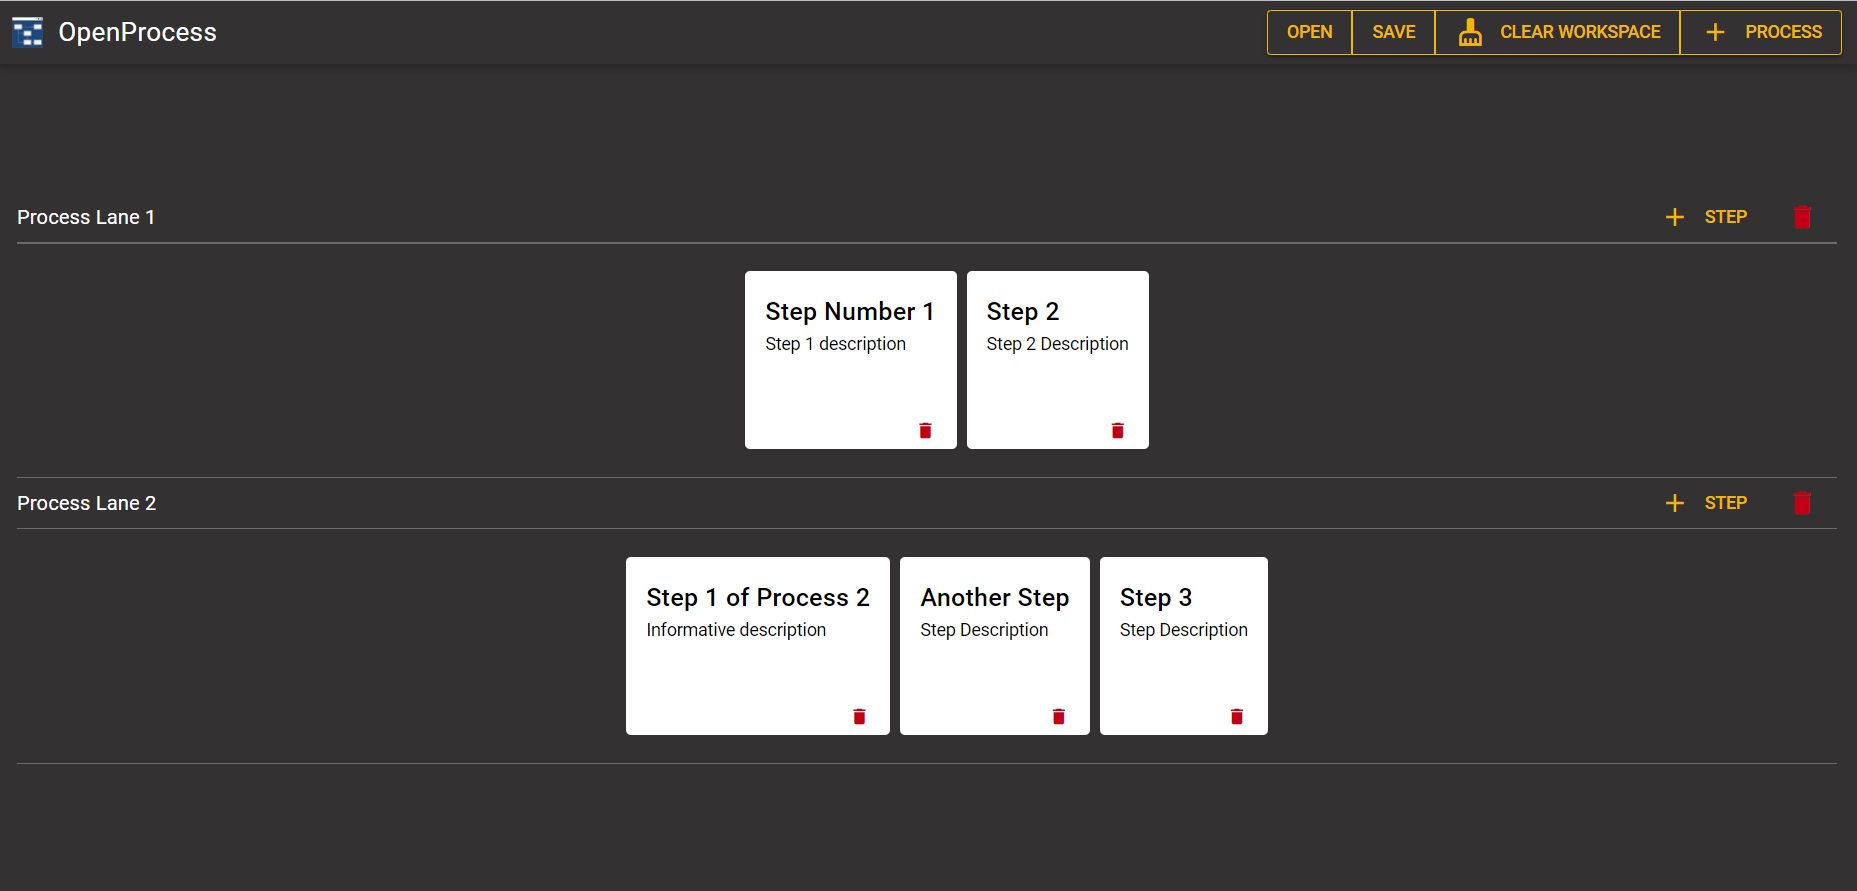 OpenProcess
OPEN
SAVE
CLEAR WORKSPACE
PROCESS
Process Lane 1
STEP
Step Number 1
Step 1 description
Step 2
Step 2 Description
Process Lane 2
STEP
Step 1 of Process 2
Informative description
Another Step
Step Description
Step 3
Step Description